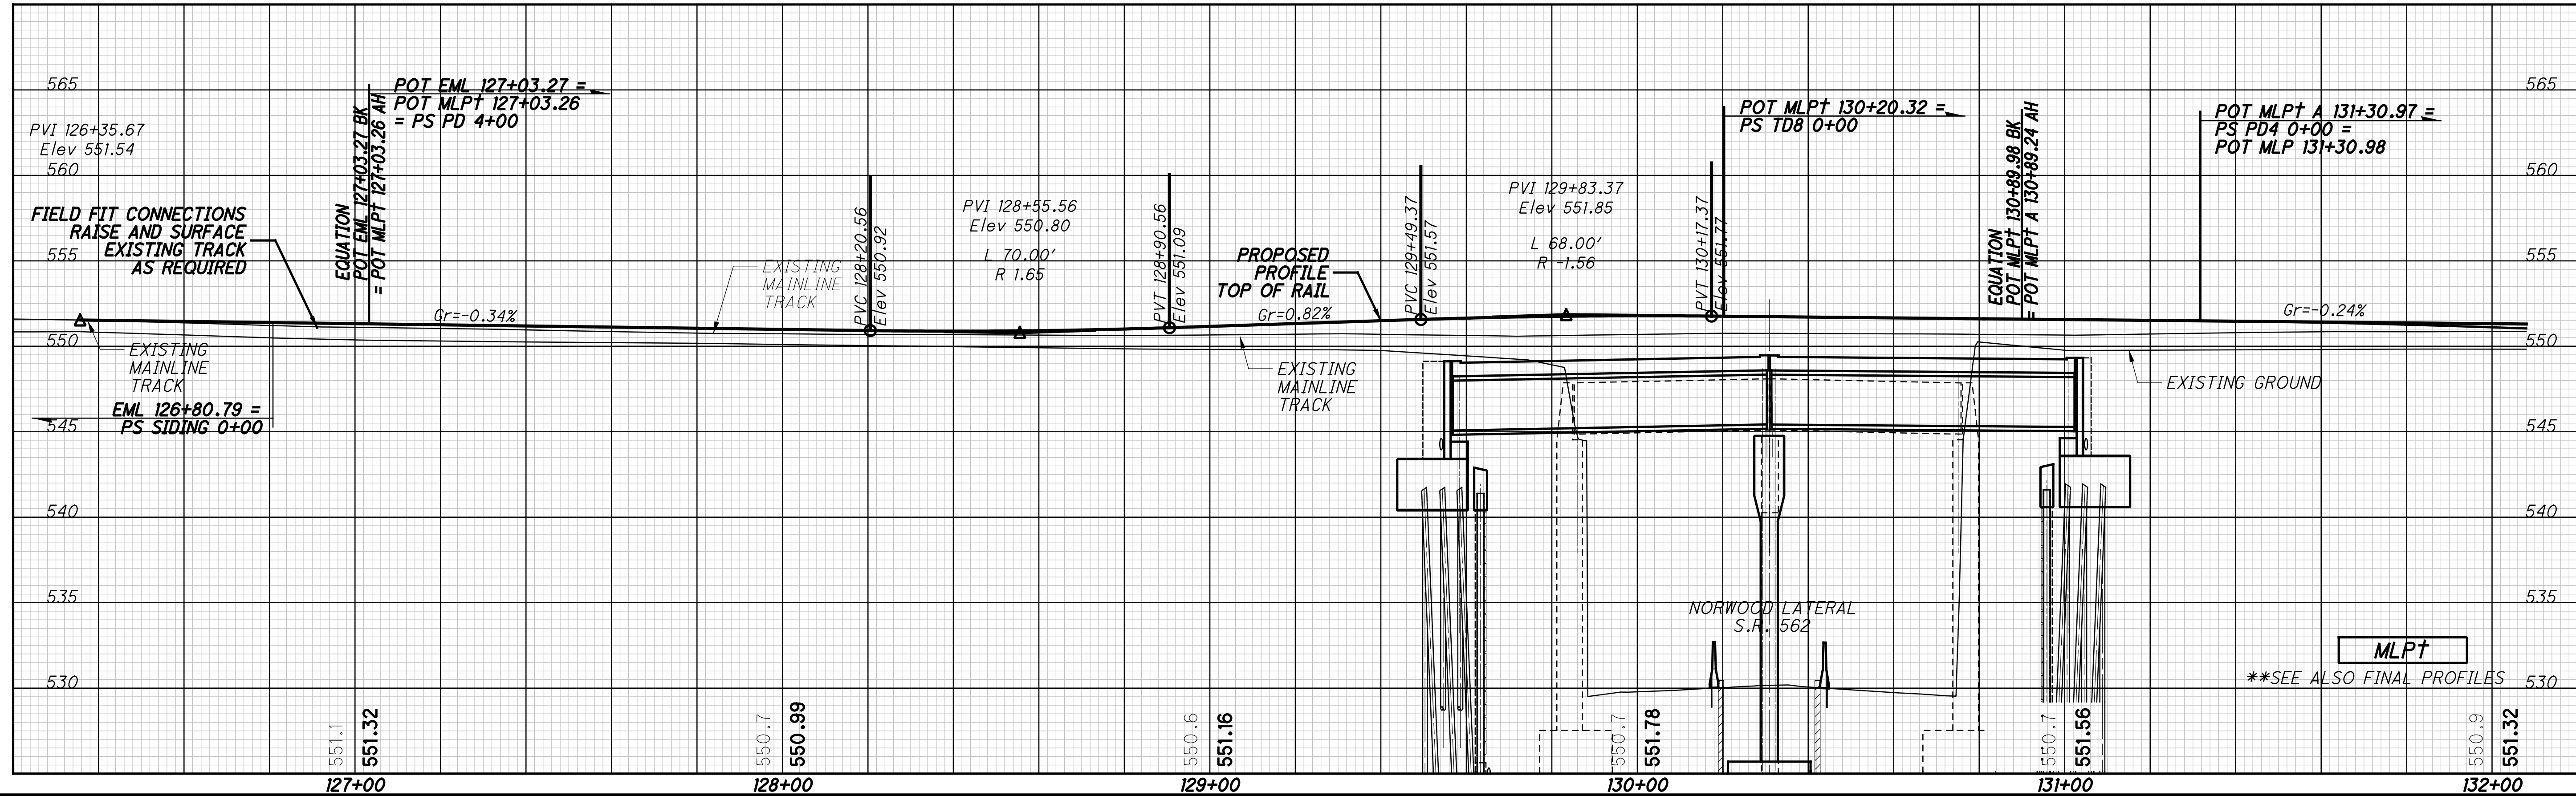 565
560
555
550
545
540
535
530
PVI 126+35.67
Elev 551.54
FIELD FIT CONNECTIONS
RAISE AND SURFACE
EXISTING TRACK
AS REQUIRED
EQUATION
POT EML 127+03.27 BK
= POT MLP† 127+03.26 AH
POT EML 127+03.27 =
POT MLP† 127+03.26
= PS PD 4+00
Gr=-0.34%
EXISTING
MAINLINE
TRACK
EML 126+80.79 =
PS SIDING 0+00
EXISTING
MAINLINE
TRACK
PVC 128+20.56
Elev 550.92
PVI 128+55.56
Elev 550.80
L 70.00'
R 1.65
PVT 128+90.56
Elev 551.09
PROPOSED
PROFILE
TOP OF RAIL
Gr=0.82%
EXISTING
MAINLINE
TRACK
PVC 129+49.37
Elev 551.57
PVI 129+83.37
Elev 551.85
L 68.00'
R -1.56
PVT 130+17.37
Elev 551.77
POT MLP† 130+20.32 =
PS TD8 0+00
EQUATION
POT MLP† 130+89.98 BK
= POT MLP† A 130+89.24 AH
POT MLP† A 131+30.97 =
PS PD4 0+00 =
POT MLP 131+30.98
Gr=-0.24%
EXISTING GROUND
NORWOOD LATERAL
S.R. 562
MLP†
**SEE ALSO FINAL PROFILES
565
560
555
550
545
540
535
530
551.1
551.32
550.7
550.99
550.6
551.16
550.7
551.78
550.7
551.56
550.9
551.32
127+00
128+00
129+00
130+00
131+00
132+00